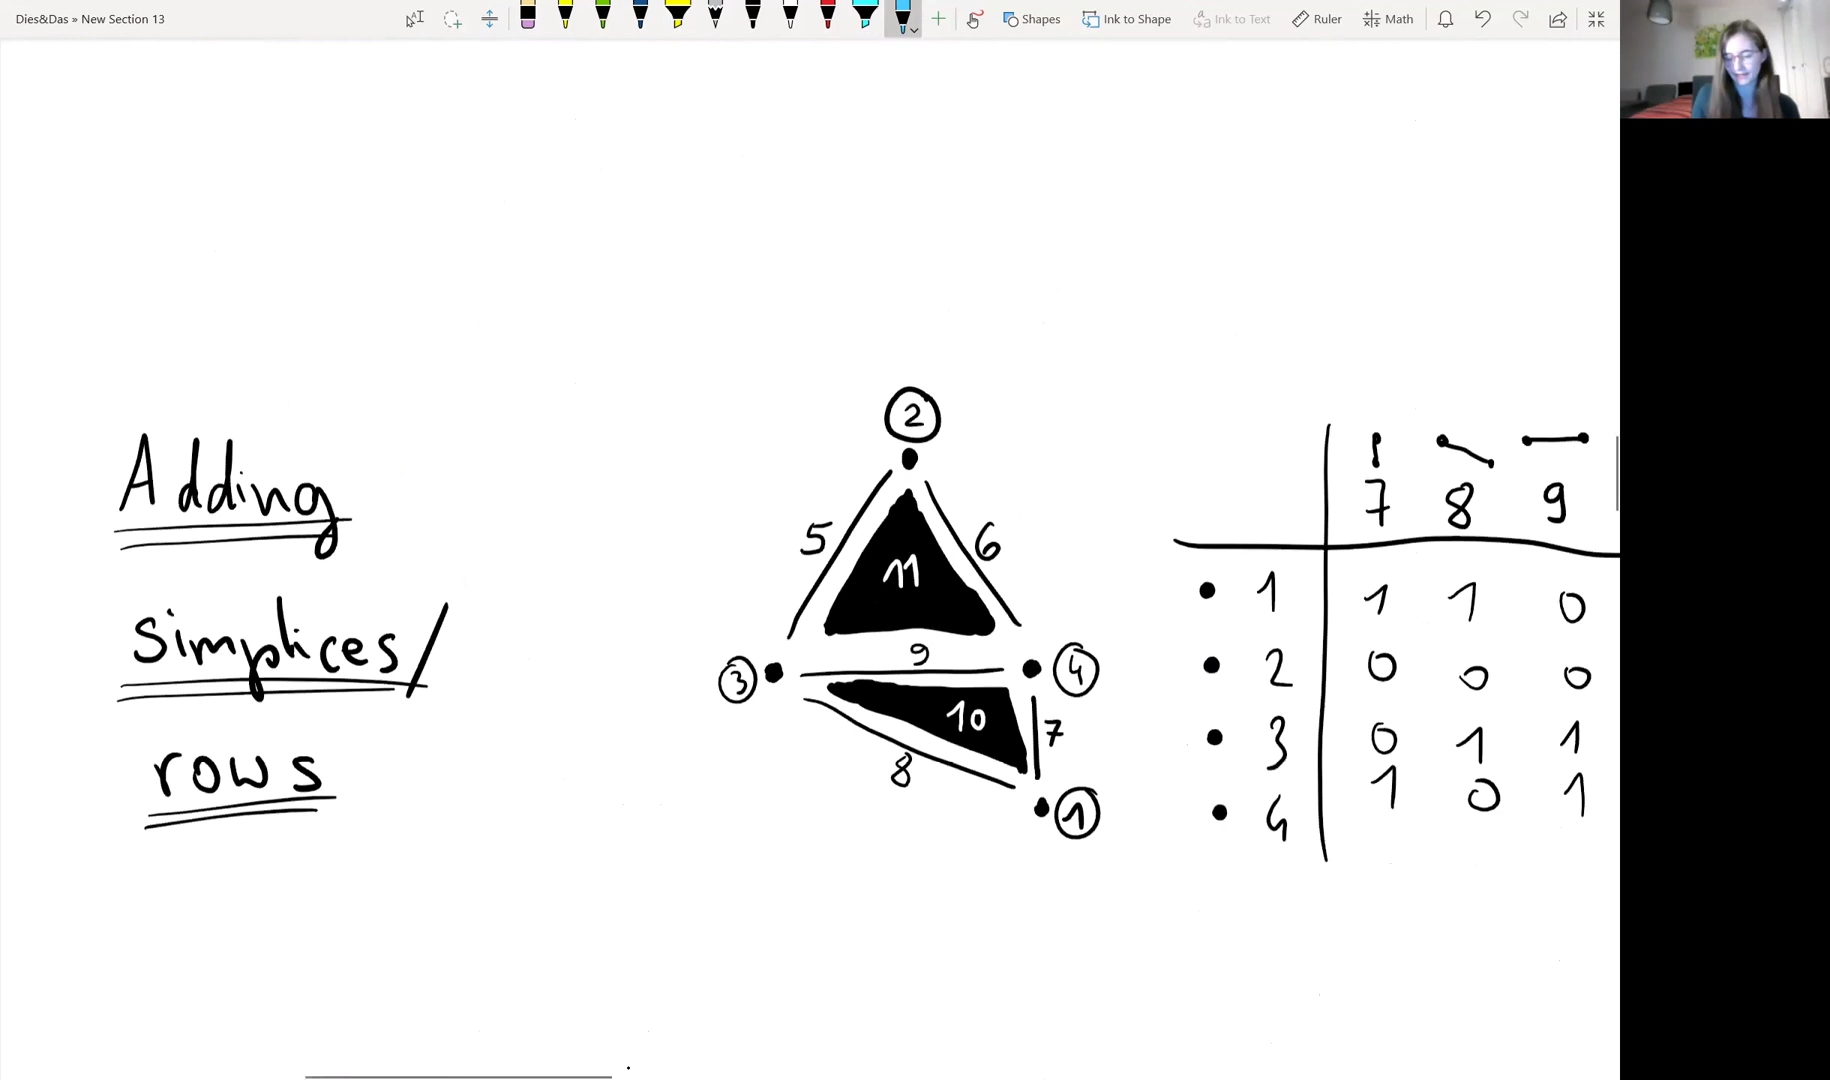 Dies&Das » New Section 13
Shapes Ink to Shape Ink to Text Ruler Math
Adding
simplices/
rows
2
5 6
11
9
3 4
10
7
8
1
7 8 9
1 1 1 0
2 0 0 0
3 0 1 1
4 1 0 1